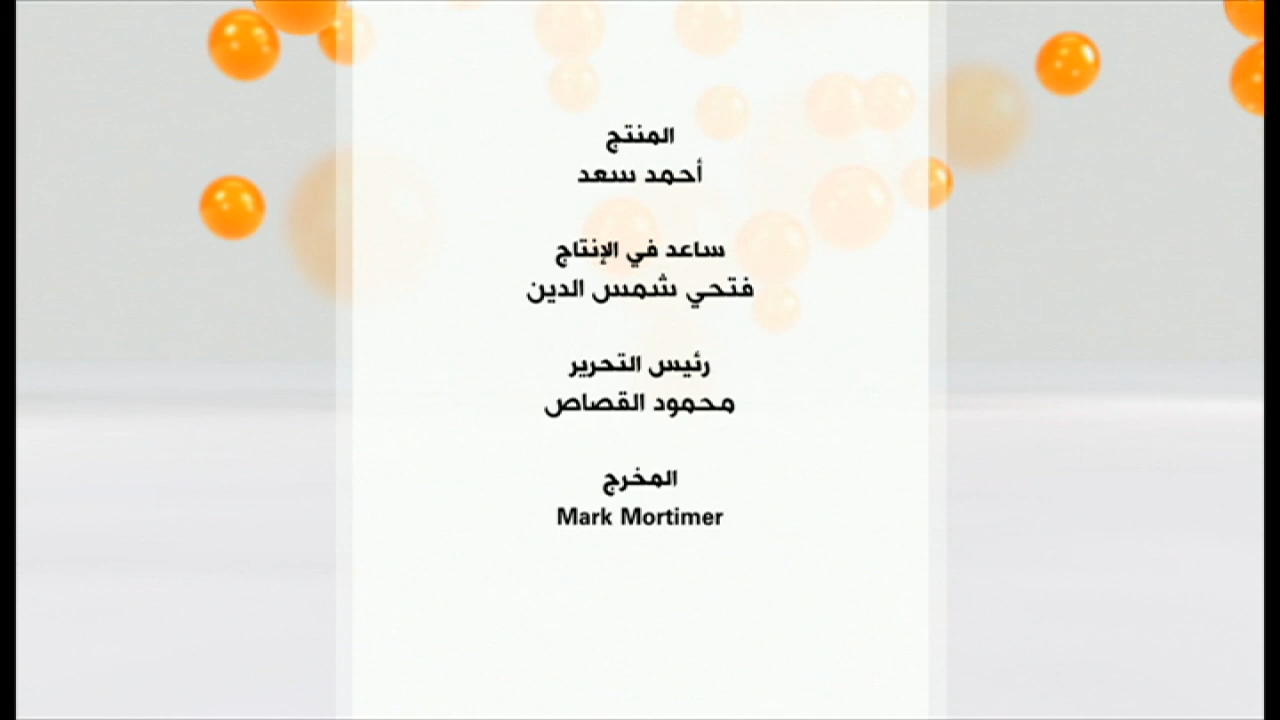 المنتج
أحمد سعد
ساعد في الإنتاج
فتحي شمس الدين
رئيس التحرير
محمود القصاص
المخرج
Mark Mortimer